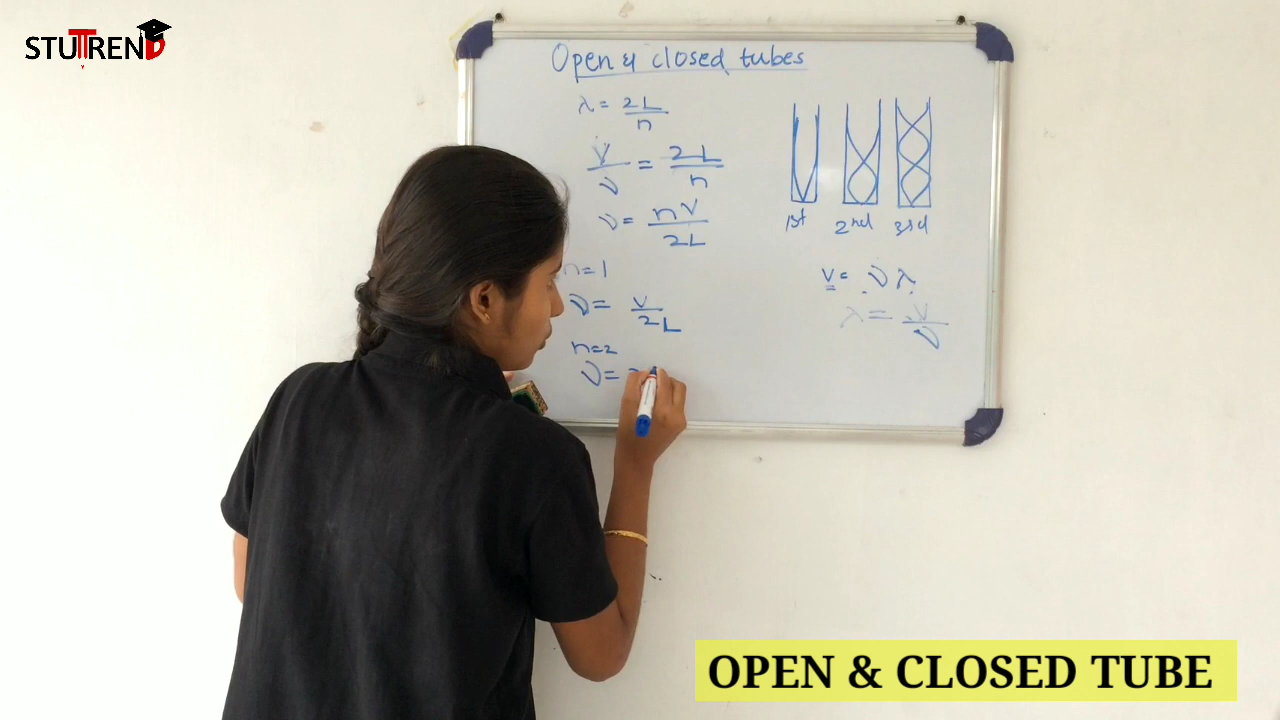 STUTREND
Open & closed tubes
λ = 2L/n
V/ν = 2L/n
ν = nV/2L
n=1
ν = v/2L
n=2
ν =
1st 2nd 3rd
v = νλ
λ = V/ν
OPEN & CLOSED TUBE